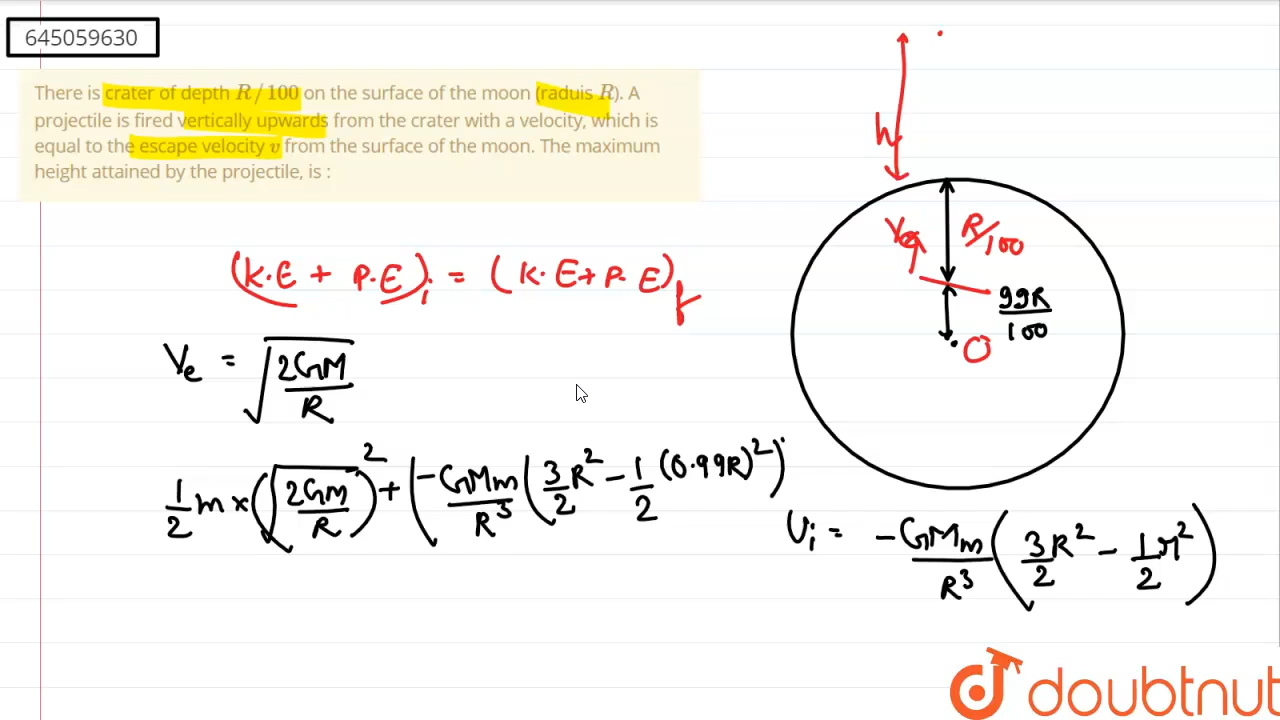 645059630
There is crater of depth R/100 on the surface of the moon (raduis R). A
projectile is fired vertically upwards from the crater with a velocity, which is
equal to the escape velocity v from the surface of the moon. The maximum
height attained by the projectile, is :
h
Ve
R/100
99R/100
O
(K.E + P.E)i = (K.E + P.E)f
Ve = √(2GM/R)
1/2 m × (√(2GM/R))² + (-GMm/R³ (3/2 R² - 1/2 (0.99R)²)
Ui = -GMm/R³ (3/2 R² - 1/2 r²)
doubtnut